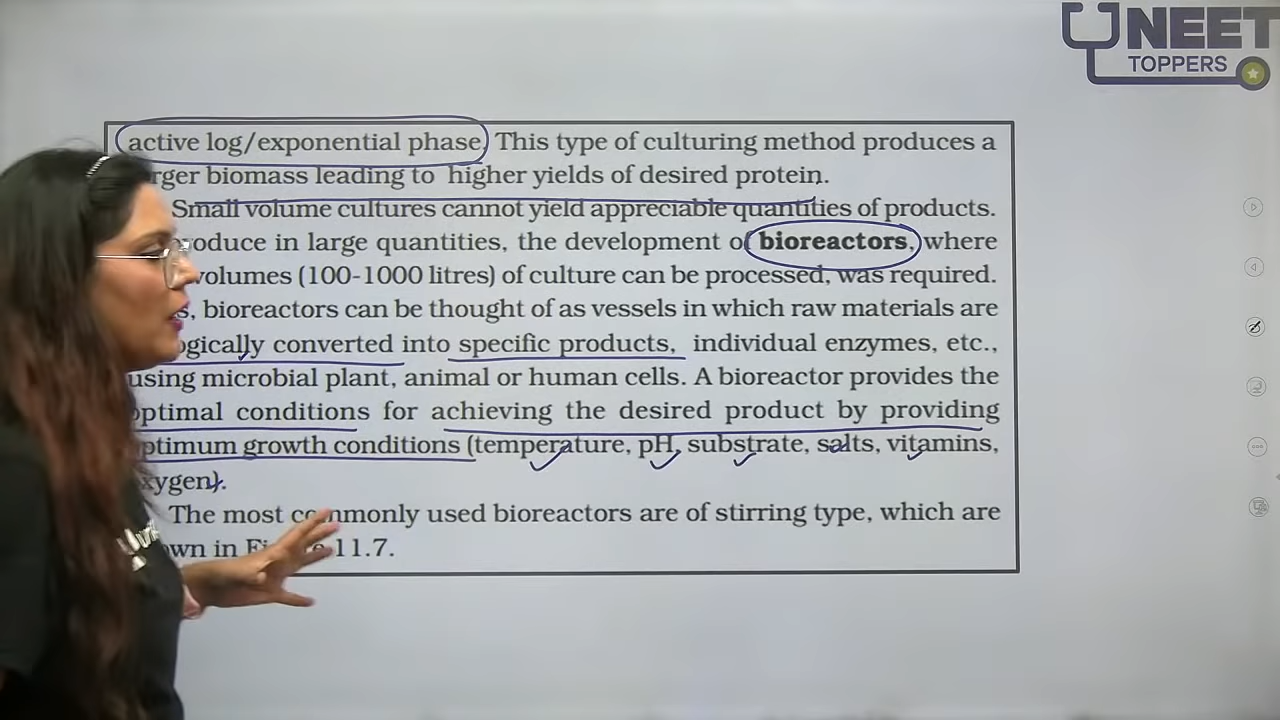 NEET
TOPPERS
active log/exponential phase. This type of culturing method produces a
rger biomass leading to higher yields of desired protein.
Small volume cultures cannot yield appreciable quantities of products.
roduce in large quantities, the development of bioreactors, where
volumes (100-1000 litres) of culture can be processed, was required.
s, bioreactors can be thought of as vessels in which raw materials are
ogically converted into specific products, individual enzymes, etc.,
using microbial plant, animal or human cells. A bioreactor provides the
optimal conditions for achieving the desired product by providing
optimum growth conditions (temperature, pH, substrate, salts, vitamins,
xygen).
The most commonly used bioreactors are of stirring type, which are
own in 11.7.